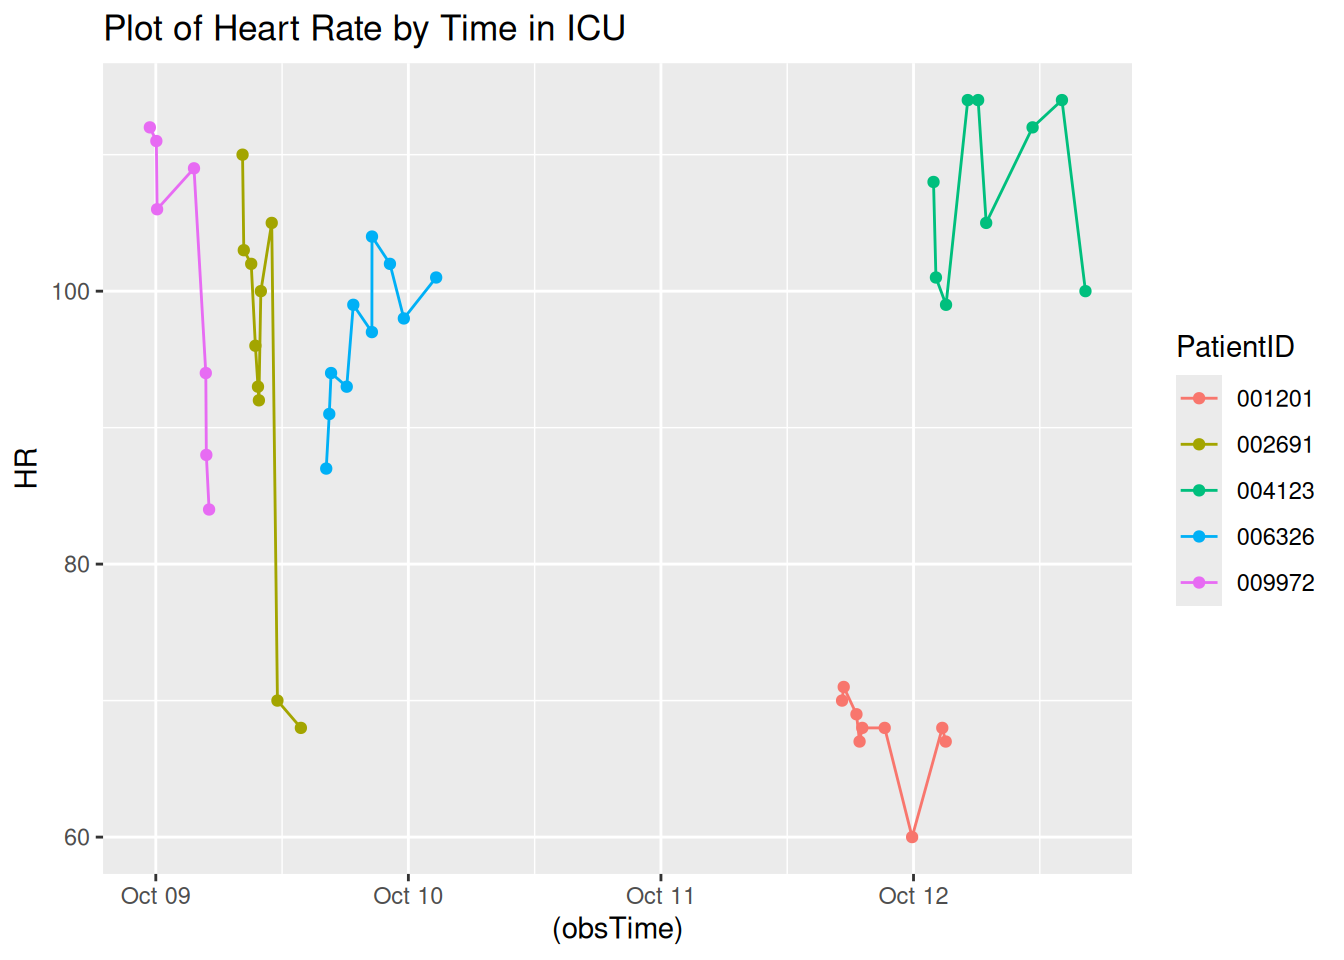 Plot of Heart Rate by Time in ICU
HR
100
80
60
Oct 09
Oct 10
Oct 11
Oct 12
(obsTime)
PatientID
001201
002691
004123
006326
009972